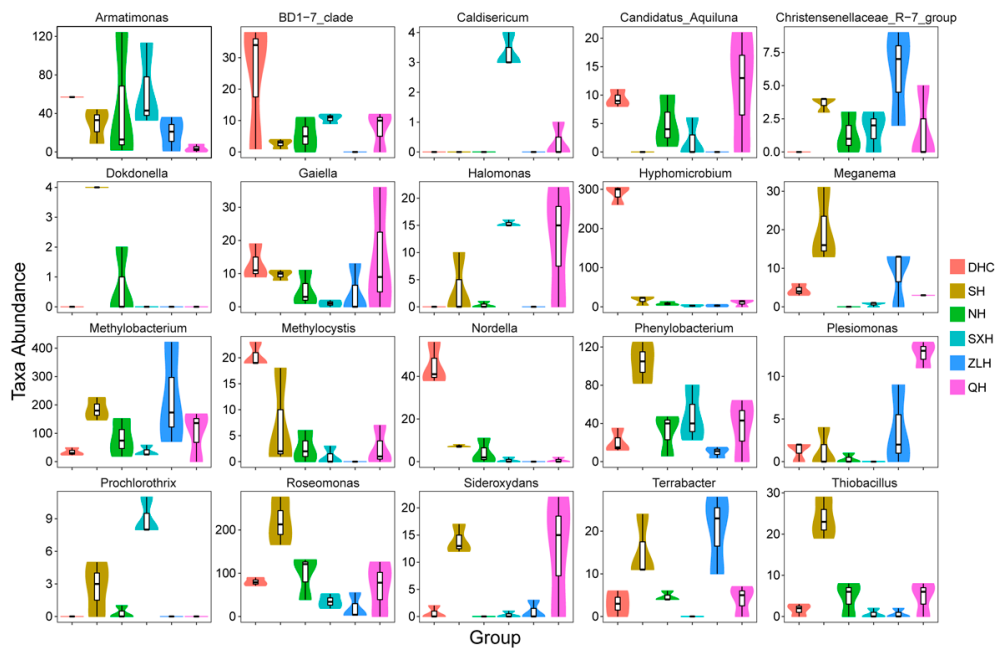 Armatimonas BD1−7_clade Caldisericum Candidatus_Aquiluna Christensenellaceae_R−7_group
120 80 40 0
30 20 10 0
4 3 2 1 0
20 15 10 5 0
7.5 5.0 2.5 0.0
Dokdonella Gaiella Halomonas Hyphomicrobium Meganema
4 3 2 1 0
30 20 10 0
20 15 10 5 0
300 200 100 0
30 20 10 0
Methylobacterium Methylocystis Nordella Phenylobacterium Plesiomonas
400 300 200 100 0
20 15 10 5 0
40 20 0
120 80 40 0
10 5 0
Prochlorothrix Roseomonas Sideroxydans Terrabacter Thiobacillus
9 6 3 0
200 100 0
20 15 10 5 0
20 10 0
30 20 10 0
Taxa Abundance
Group
DHC
SH
NH
SXH
ZLH
QH